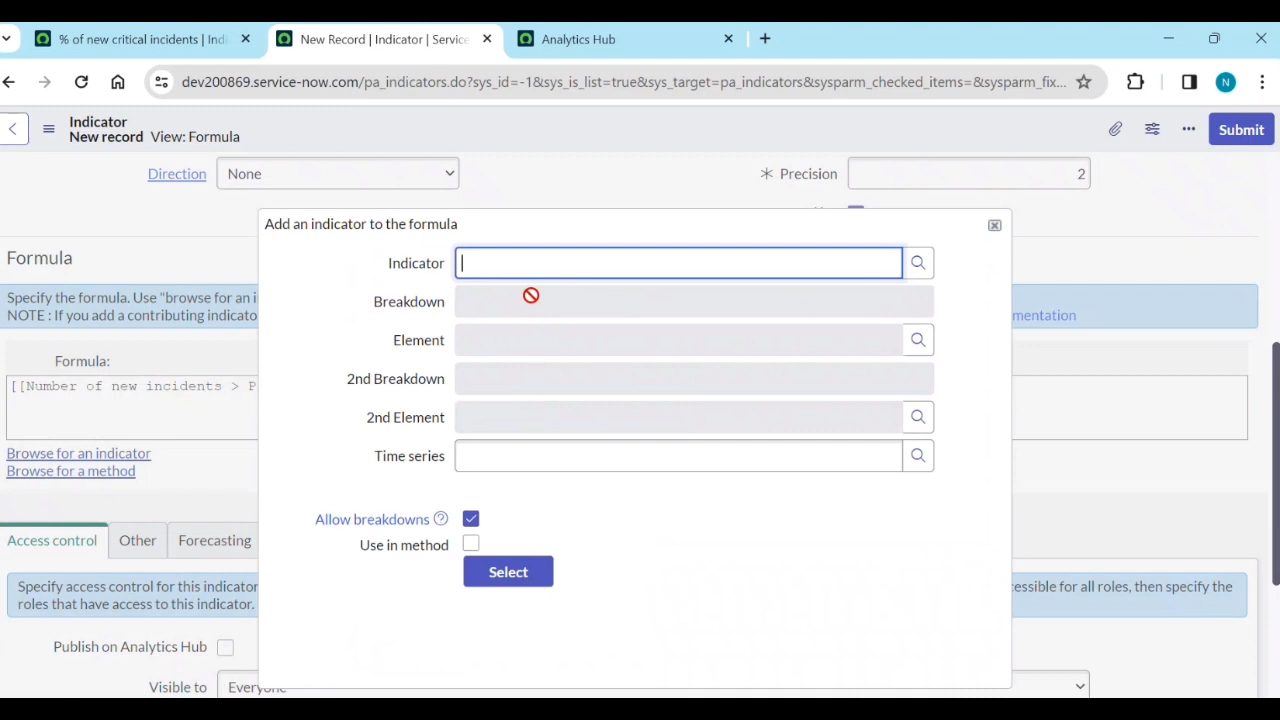 % of new critical incidents | Indi
New Record | Indicator | Service
Analytics Hub
dev200869.service-now.com/pa_indicators.do?sys_id=-1&sys_is_list=true&sys_target=pa_indicators&sysparm_checked_items=&sysparm_fix...
N
Indicator
New record View: Formula
Submit
Direction
None
Precision
2
Add an indicator to the formula
Formula
Indicator
Specify the formula. Use "browse for an i
NOTE : If you add a contributing indicato
mentation
Breakdown
Element
Formula:
2nd Breakdown
[[Number of new incidents > P
2nd Element
Browse for an indicator
Time series
Browse for a method
Allow breakdowns
Access control
Other
Forecasting
Use in method
Select
Specify access control for this indicator
essible for all roles, then specify the
roles that have access to this indicator.
Publish on Analytics Hub
Visible to
Everyone